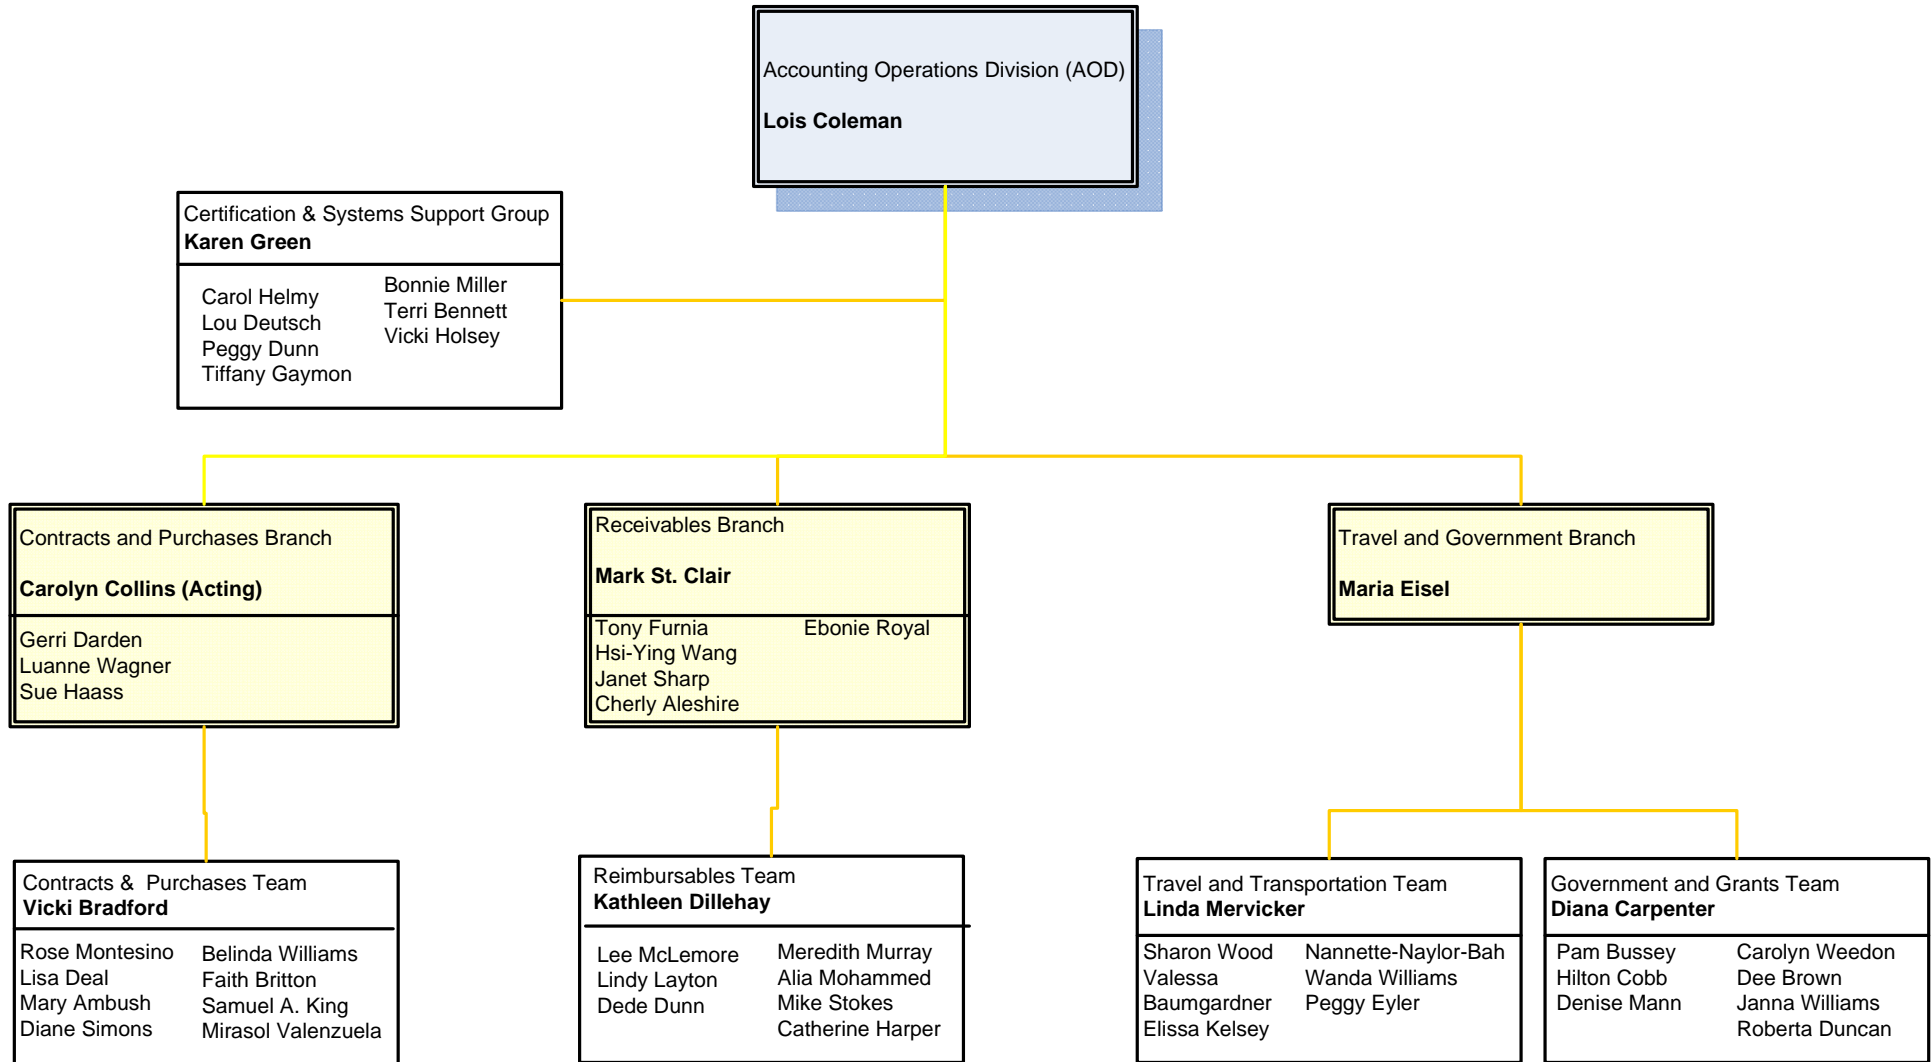 Accounting Operations Division (AOD)
Lois Coleman
Certification & Systems Support Group
Karen Green
Carol Helmy
Lou Deutsch
Peggy Dunn
Tiffany Gaymon
Bonnie Miller
Terri Bennett
Vicki Holsey
Contracts and Purchases Branch
Carolyn Collins (Acting)
Gerri Darden
Luanne Wagner
Sue Haass
Receivables Branch
Mark St. Clair
Tony Furnia
Hsi-Ying Wang
Janet Sharp
Cherly Aleshire
Ebonie Royal
Travel and Government Branch
Maria Eisel
Contracts &  Purchases Team
Vicki Bradford
Rose Montesino
Lisa Deal
Mary Ambush
Diane Simons
Belinda Williams
Faith Britton
Samuel A. King
Mirasol Valenzuela
Reimbursables Team
Kathleen Dillehay
Lee McLemore
Lindy Layton
Dede Dunn
Meredith Murray
Alia Mohammed
Mike Stokes
Catherine Harper
Travel and Transportation Team
Linda Mervicker
Sharon Wood
Valessa
Baumgardner
Elissa Kelsey
Nannette-Naylor-Bah
Wanda Williams
Peggy Eyler
Government and Grants Team
Diana Carpenter
Pam Bussey
Hilton Cobb
Denise Mann
Carolyn Weedon
Dee Brown
Janna Williams
Roberta Duncan